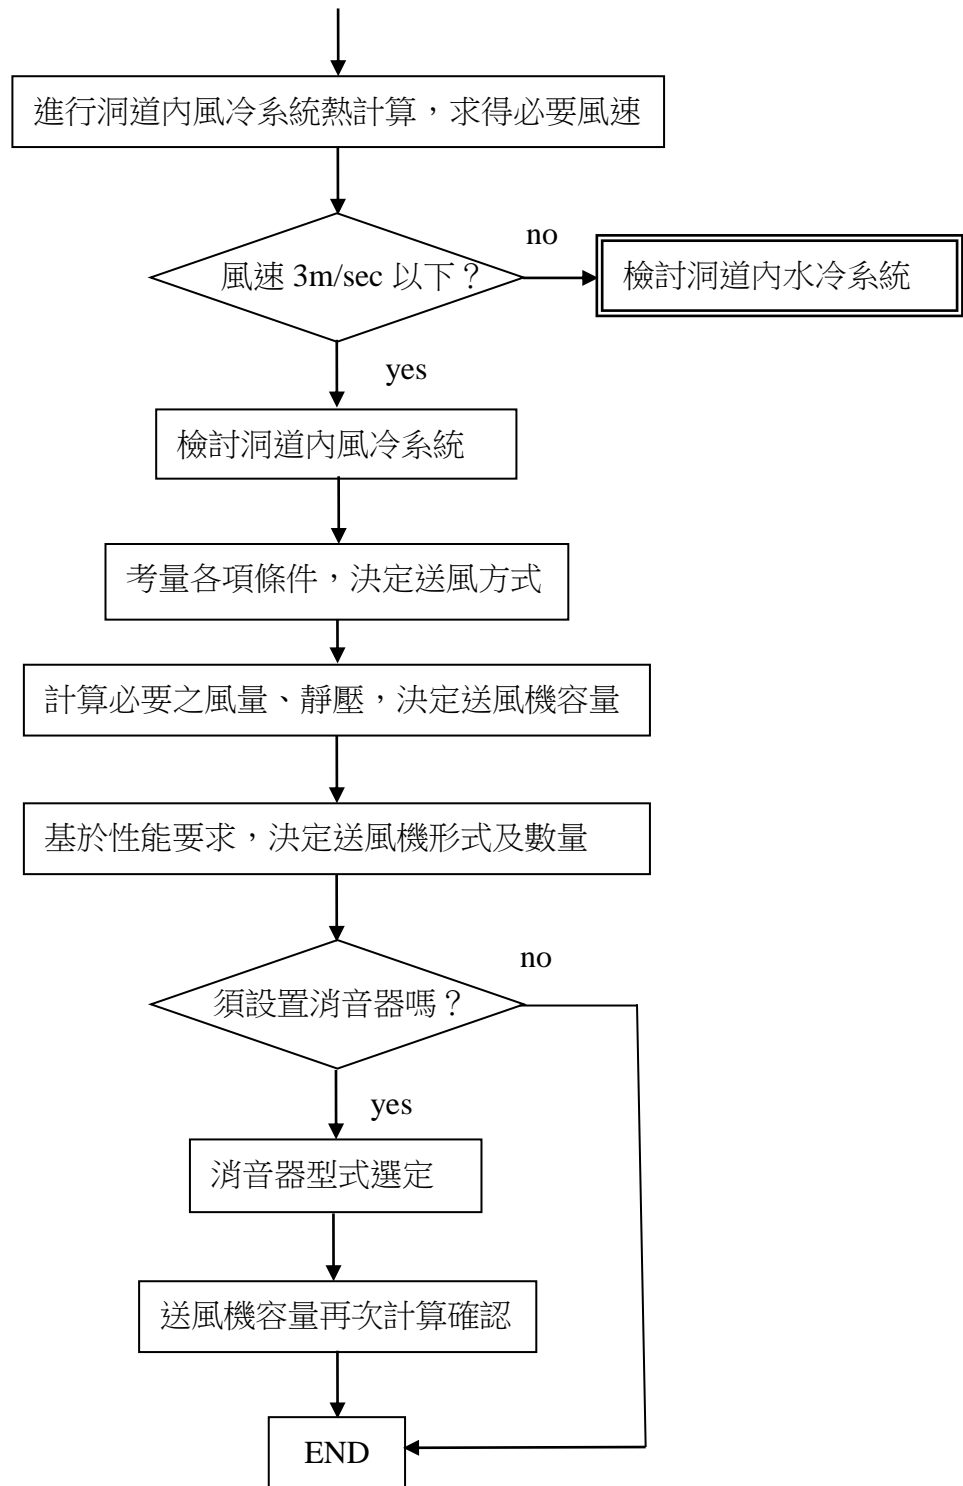 進行洞道內風冷系統熱計算，求得必要風速
no
風速 3m/sec 以下？
檢討洞道內水冷系統
yes
檢討洞道內風冷系統
考量各項條件，決定送風方式
計算必要之風量、靜壓，決定送風機容量
基於性能要求，決定送風機形式及數量
no
須設置消音器嗎？
yes
消音器型式選定
送風機容量再次計算確認
END